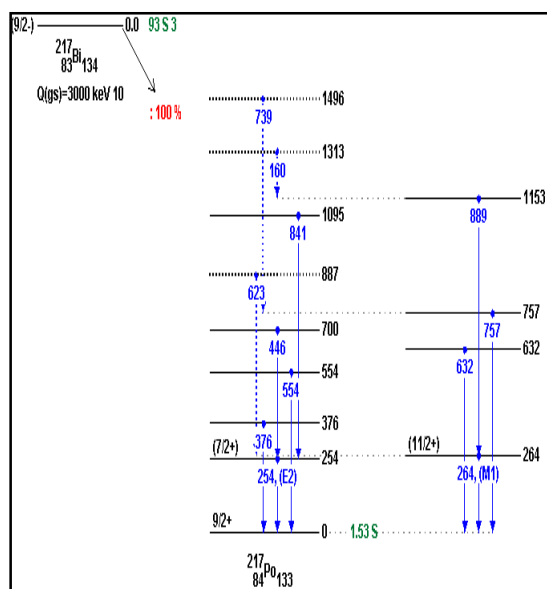 (9/2-) 0.0 93 S 3
217
83 Bi 134
Q(gs)=3000 keV 10
: 100 %
1496
739
1313
160
1153
1095
889
841
887
623
757
700
757
446
632
632
554
554
376
(7/2+) 376 254
(11/2+) 264
254, (E2)
264, (M1)
9/2+ 0 1.53 S
217
84 Po 133